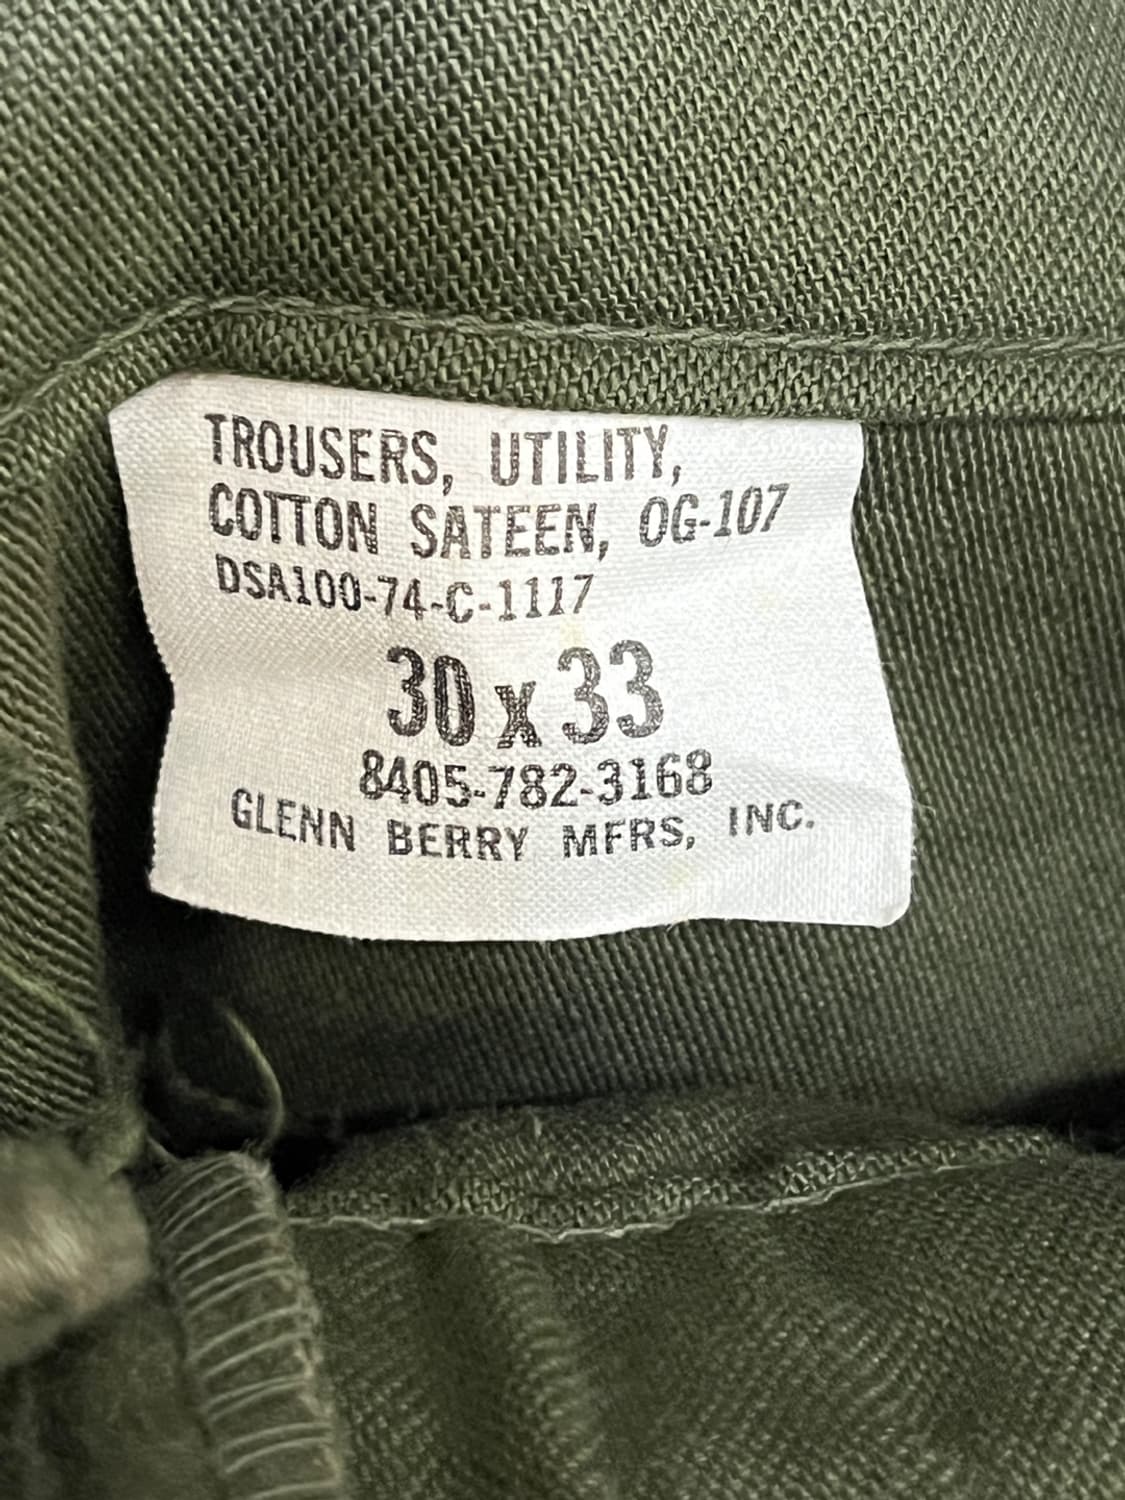 TROUSERS, UTILITY,
COTTON SATEEN, OG-107
DSA100-74-C-1117
30 x 33
8405-782-3168
GLENN BERRY MFRS, INC.